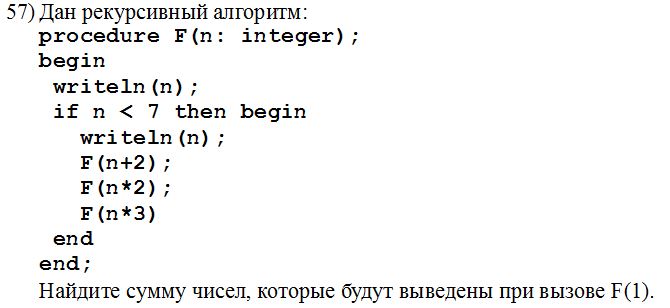 57) Дан рекурсивный алгоритм:
procedure F(n: integer);
begin
writeln(n);
if n < 7 then begin
writeln(n);
F(n+2);
F(n*2);
F(n*3)
end
end;
Найдите сумму чисел, которые будут выведены при вызове F(1).